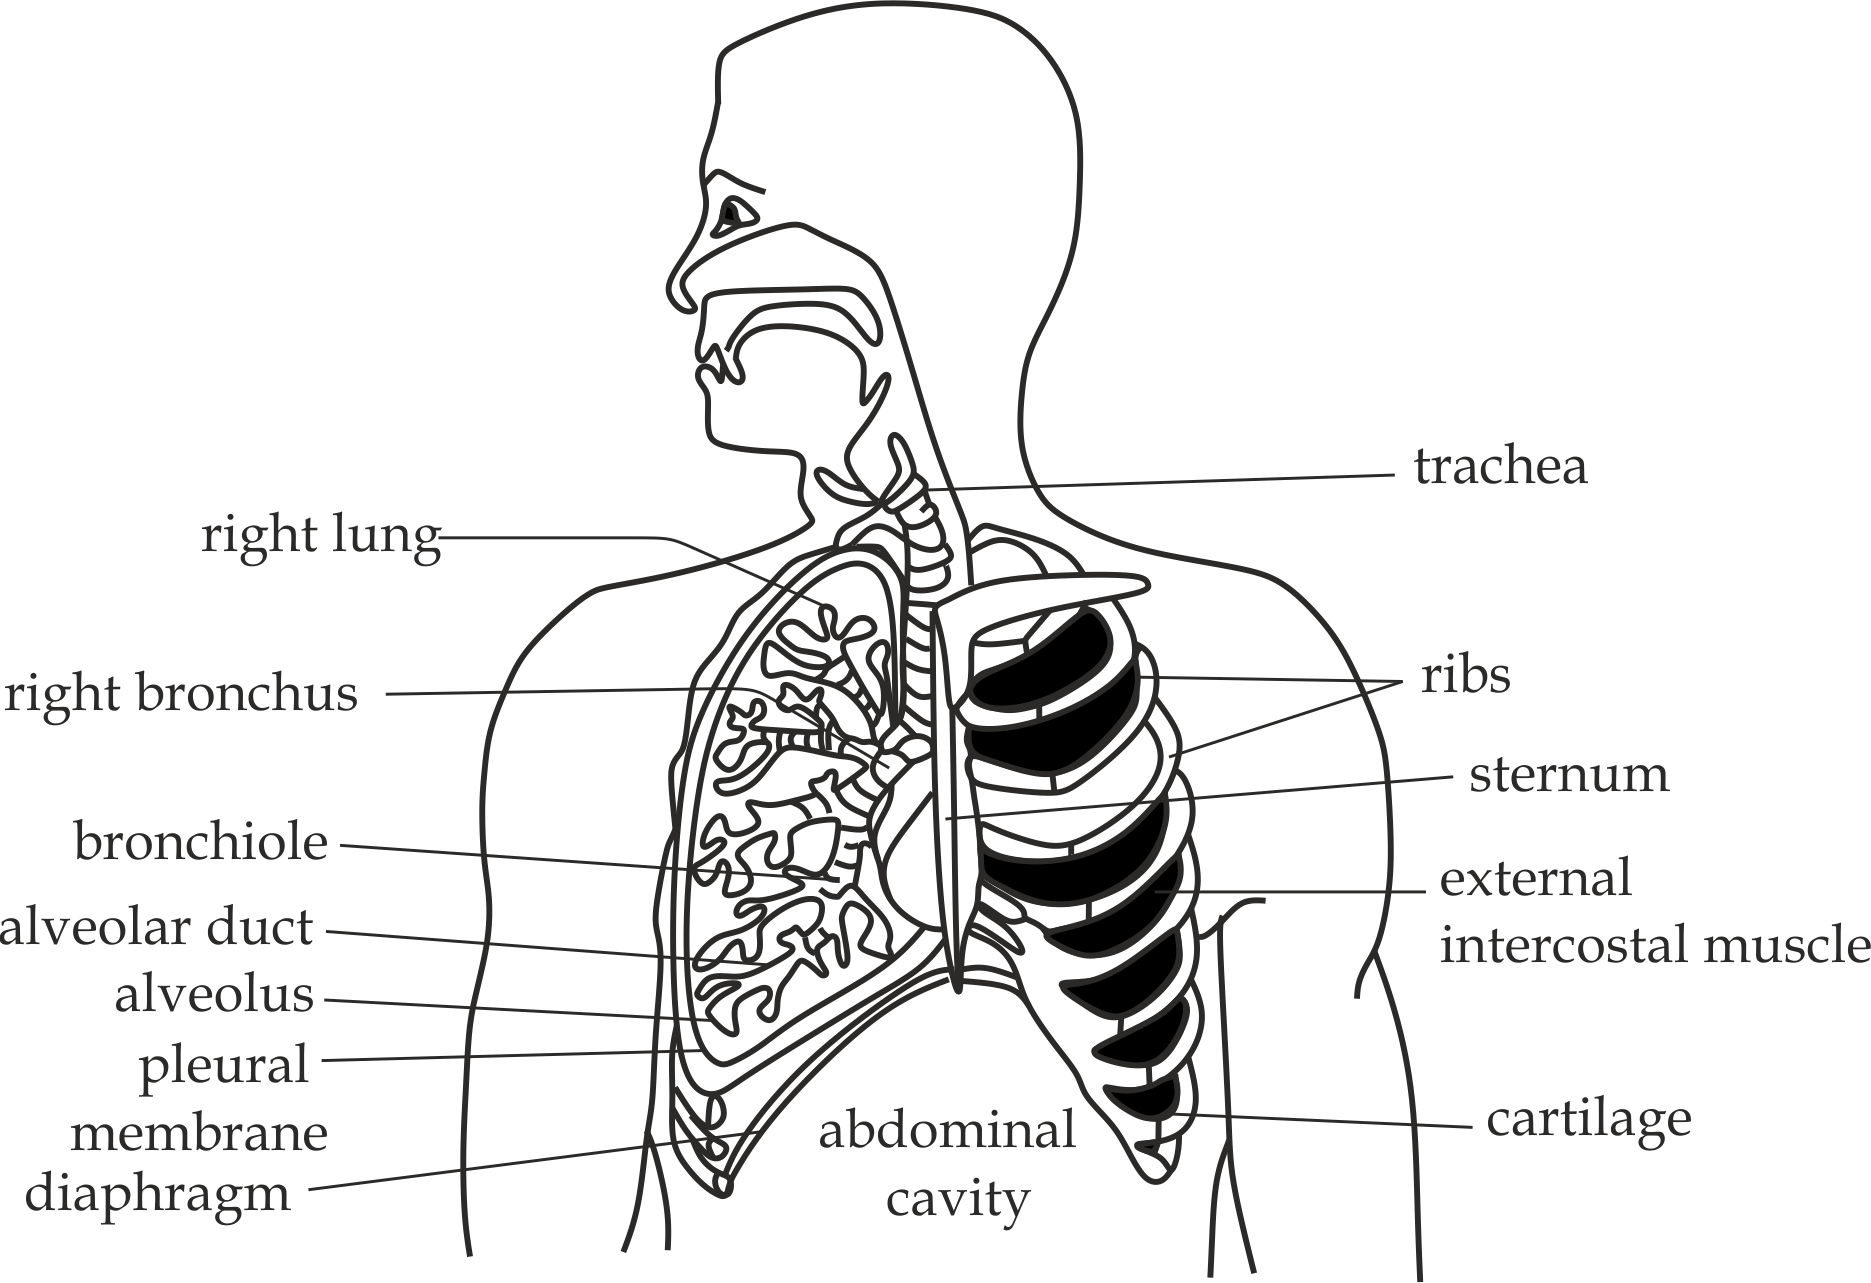 trachea
right lung
ribs
right bronchus
sternum
bronchiole
external
intercostal muscle
alveolar duct
alveolus
pleural
membrane
diaphragm
abdominal
cavity
cartilage